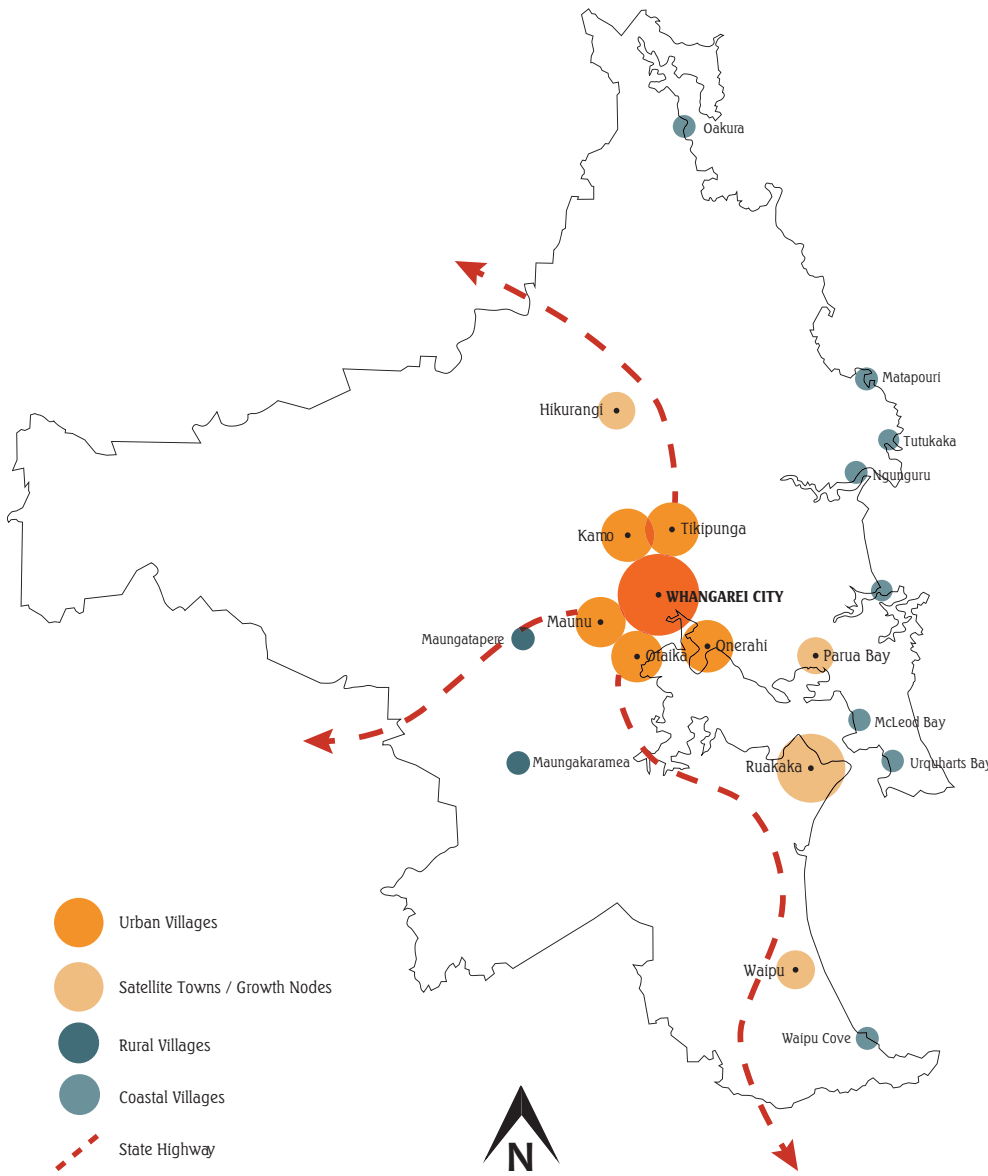 Oakura
Matapouri
Hikurangi
Tutukaka
Ngunguru
Tikipunga
Kamo
WHANGAREI CITY
Maunu
Maungatapere
Onerahi
Otaika
Parua Bay
McLeod Bay
Maungakaramea
Ruakaka
Urquharts Bay
Urban Villages
Waipu
Satellite Towns / Growth Nodes
Waipu Cove
Rural Villages
Coastal Villages
State Highway
N